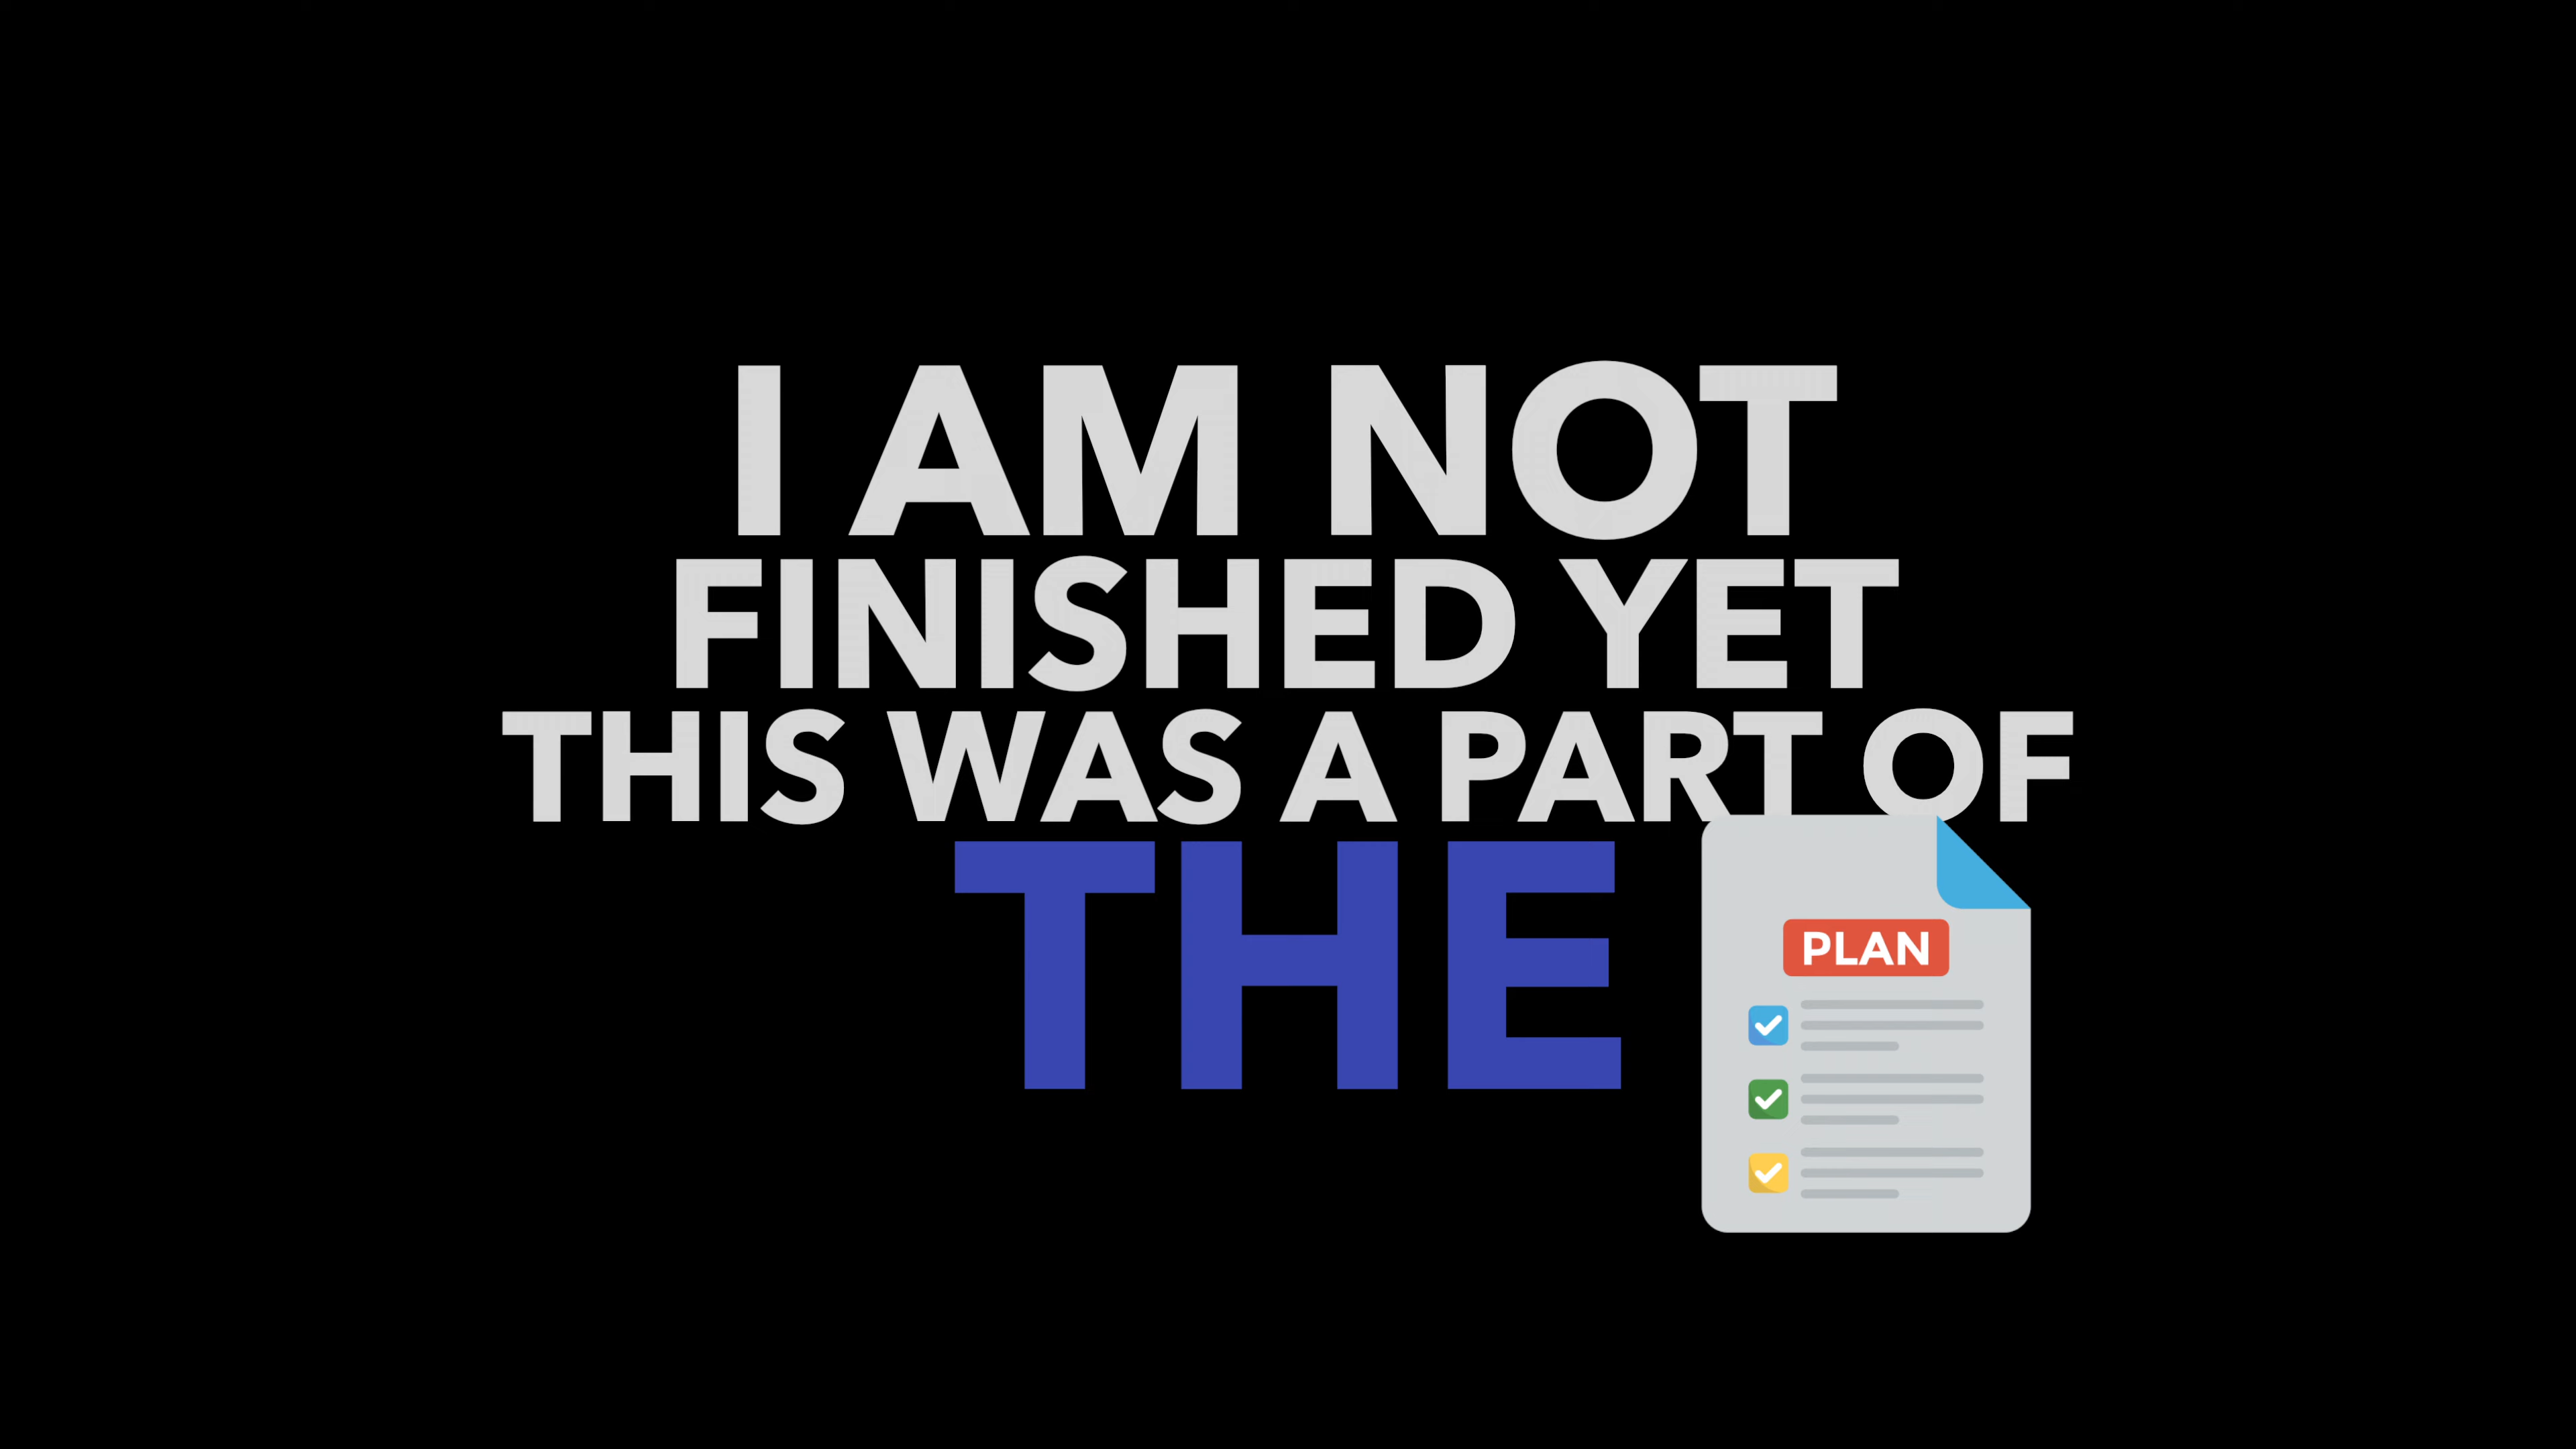 I AM NOT
FINISHED YET
THIS WAS A PART OF
THE
PLAN